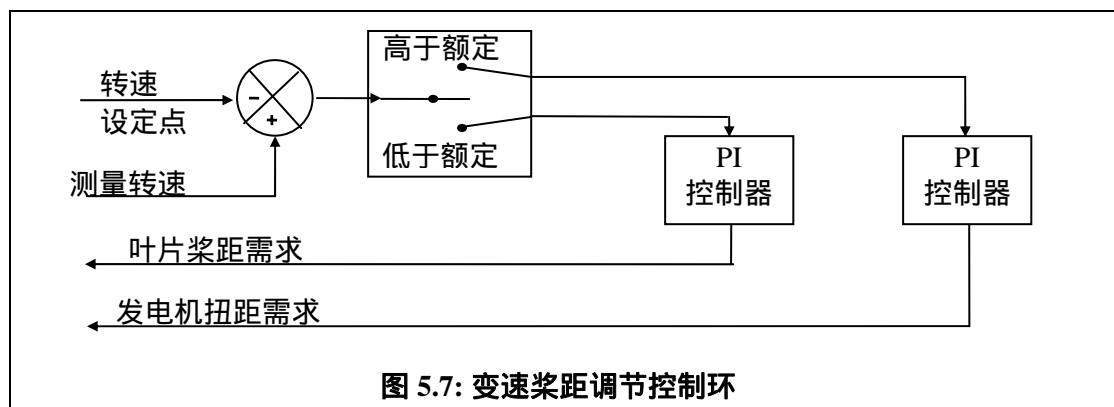 高于额定
转速
设定点
-
+
低于额定
测量转速
PI
控制器
PI
控制器
叶片桨距需求
发电机扭距需求
图 5.7: 变速桨距调节控制环